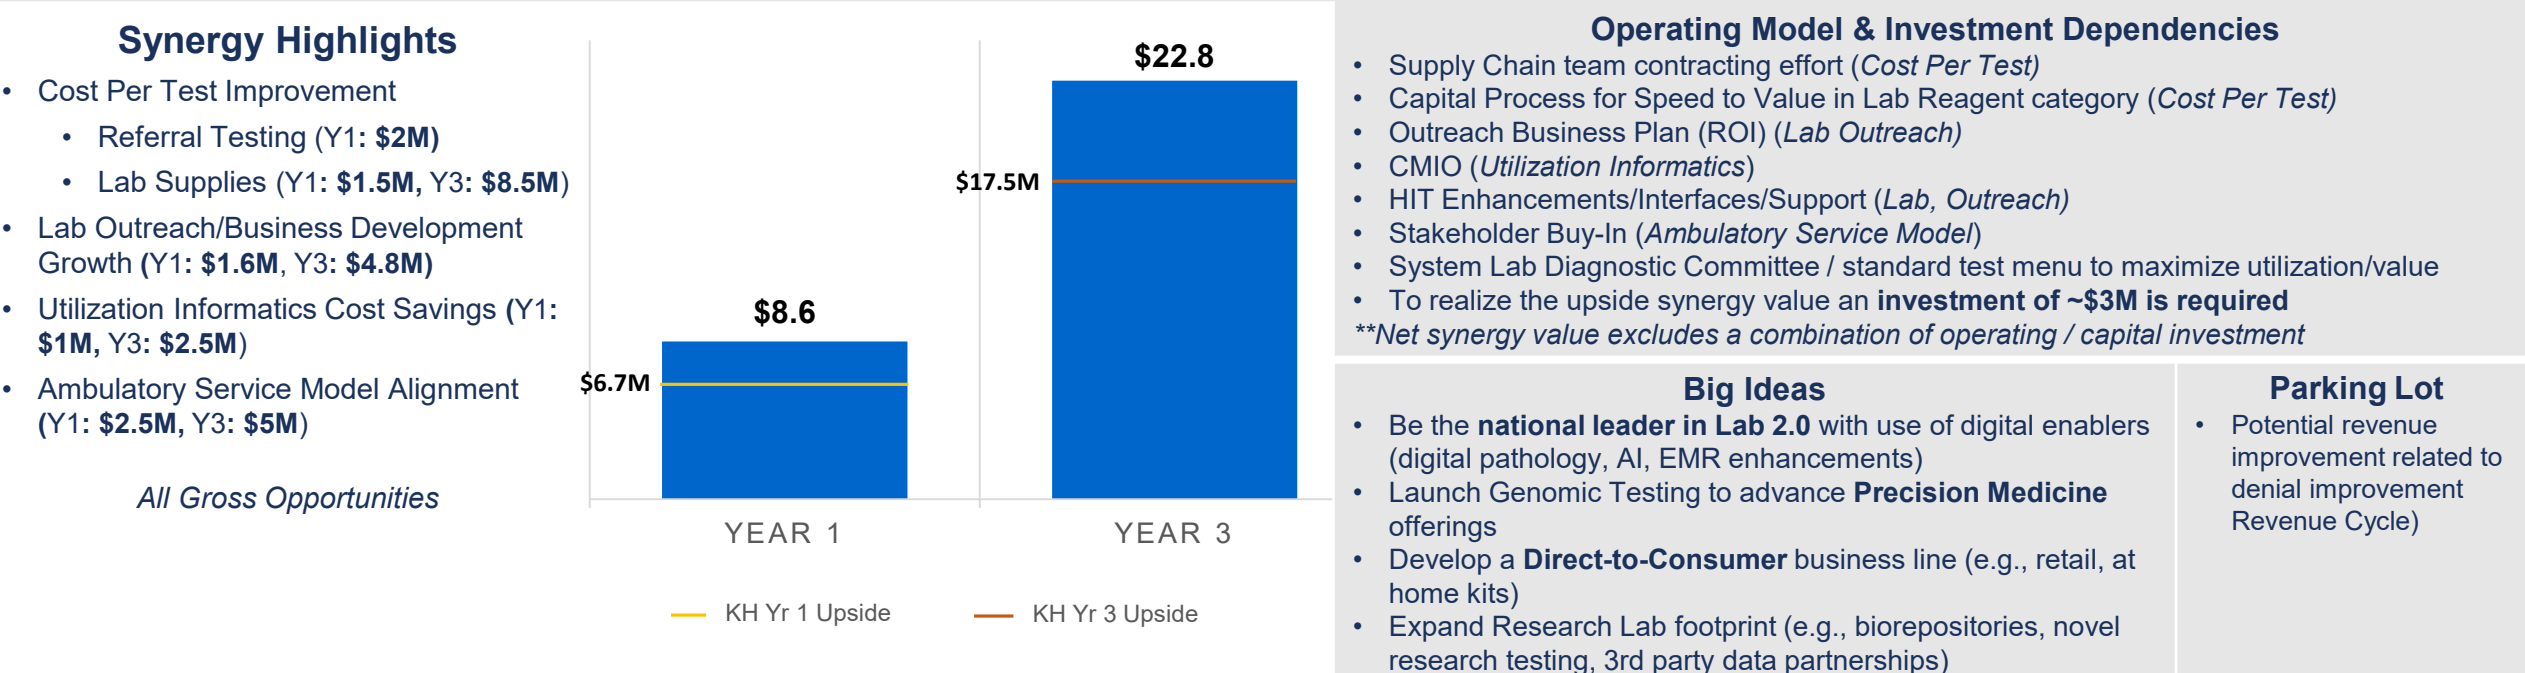 Synergy Highlights
• Cost Per Test Improvement
• Referral Testing (Y1: $2M)
• Lab Supplies (Y1: $1.5M, Y3: $8.5M)
• Lab Outreach/Business Development
Growth (Y1: $1.6M, Y3: $4.8M)
• Utilization Informatics Cost Savings (Y1:
$1M, Y3: $2.5M)
• Ambulatory Service Model Alignment
(Y1: $2.5M, Y3: $5M)
All Gross Opportunities
$22.8
$17.5M
$8.6
$6.7M
YEAR 1
YEAR 3
KH Yr 1 Upside
KH Yr 3 Upside
Operating Model & Investment Dependencies
• Supply Chain team contracting effort (Cost Per Test)
• Capital Process for Speed to Value in Lab Reagent category (Cost Per Test)
• Outreach Business Plan (ROI) (Lab Outreach)
• CMIO (Utilization Informatics)
• HIT Enhancements/Interfaces/Support (Lab, Outreach)
• Stakeholder Buy-In (Ambulatory Service Model)
• System Lab Diagnostic Committee / standard test menu to maximize utilization/value
• To realize the upside synergy value an investment of ~$3M is required
**Net synergy value excludes a combination of operating / capital investment
Big Ideas
• Be the national leader in Lab 2.0 with use of digital enablers
(digital pathology, AI, EMR enhancements)
• Launch Genomic Testing to advance Precision Medicine
offerings
• Develop a Direct-to-Consumer business line (e.g., retail, at
home kits)
• Expand Research Lab footprint (e.g., biorepositories, novel
research testing, 3rd party data partnerships)
Parking Lot
• Potential revenue
improvement related to
denial improvement
Revenue Cycle)